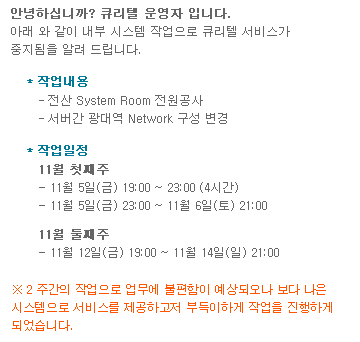 안녕하십니까? 큐리텔 운영자 입니다.
아래 와 같이 내부 시스템 작업으로 큐리텔 서비스가
중지됨을 알려 드립니다.
* 작업내용
- 전산 System Room 전원공사
- 서버간 광대역 Network 구성 변경
* 작업일정
11월 첫째주
- 11월 5일(금) 19:00 ~ 23:00 (4시간)
- 11월 5일(금) 23:00 ~ 11월 6일(토) 21:00
11월 둘째주
- 11월 12일(금) 19:00 ~ 11월 14일(일) 21:00
※ 2 주간의 작업으로 업무에 불편함이 예상되오나 보다 나은
시스템으로 서비스를 제공하고저 부득이하게 작업을 진행하게
되었습니다.